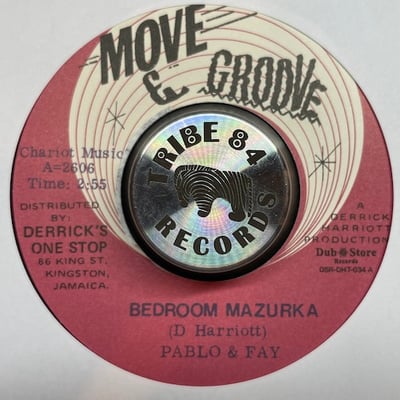 MOVE
& GROOVE
Chariot Music
A=2606
Time: 2:55
DISTRIBUTED
BY:
DERRICK'S
ONE STOP
86 KING ST.
KINGSTON,
JAMAICA.
TRIBE 84
RECORDS
A
DERRICK
HARRIOTT
PRODUCTION
Dub Store
Records
DSR-DH7-034 A
BEDROOM MAZURKA
(D Harriott)
PABLO & FAY